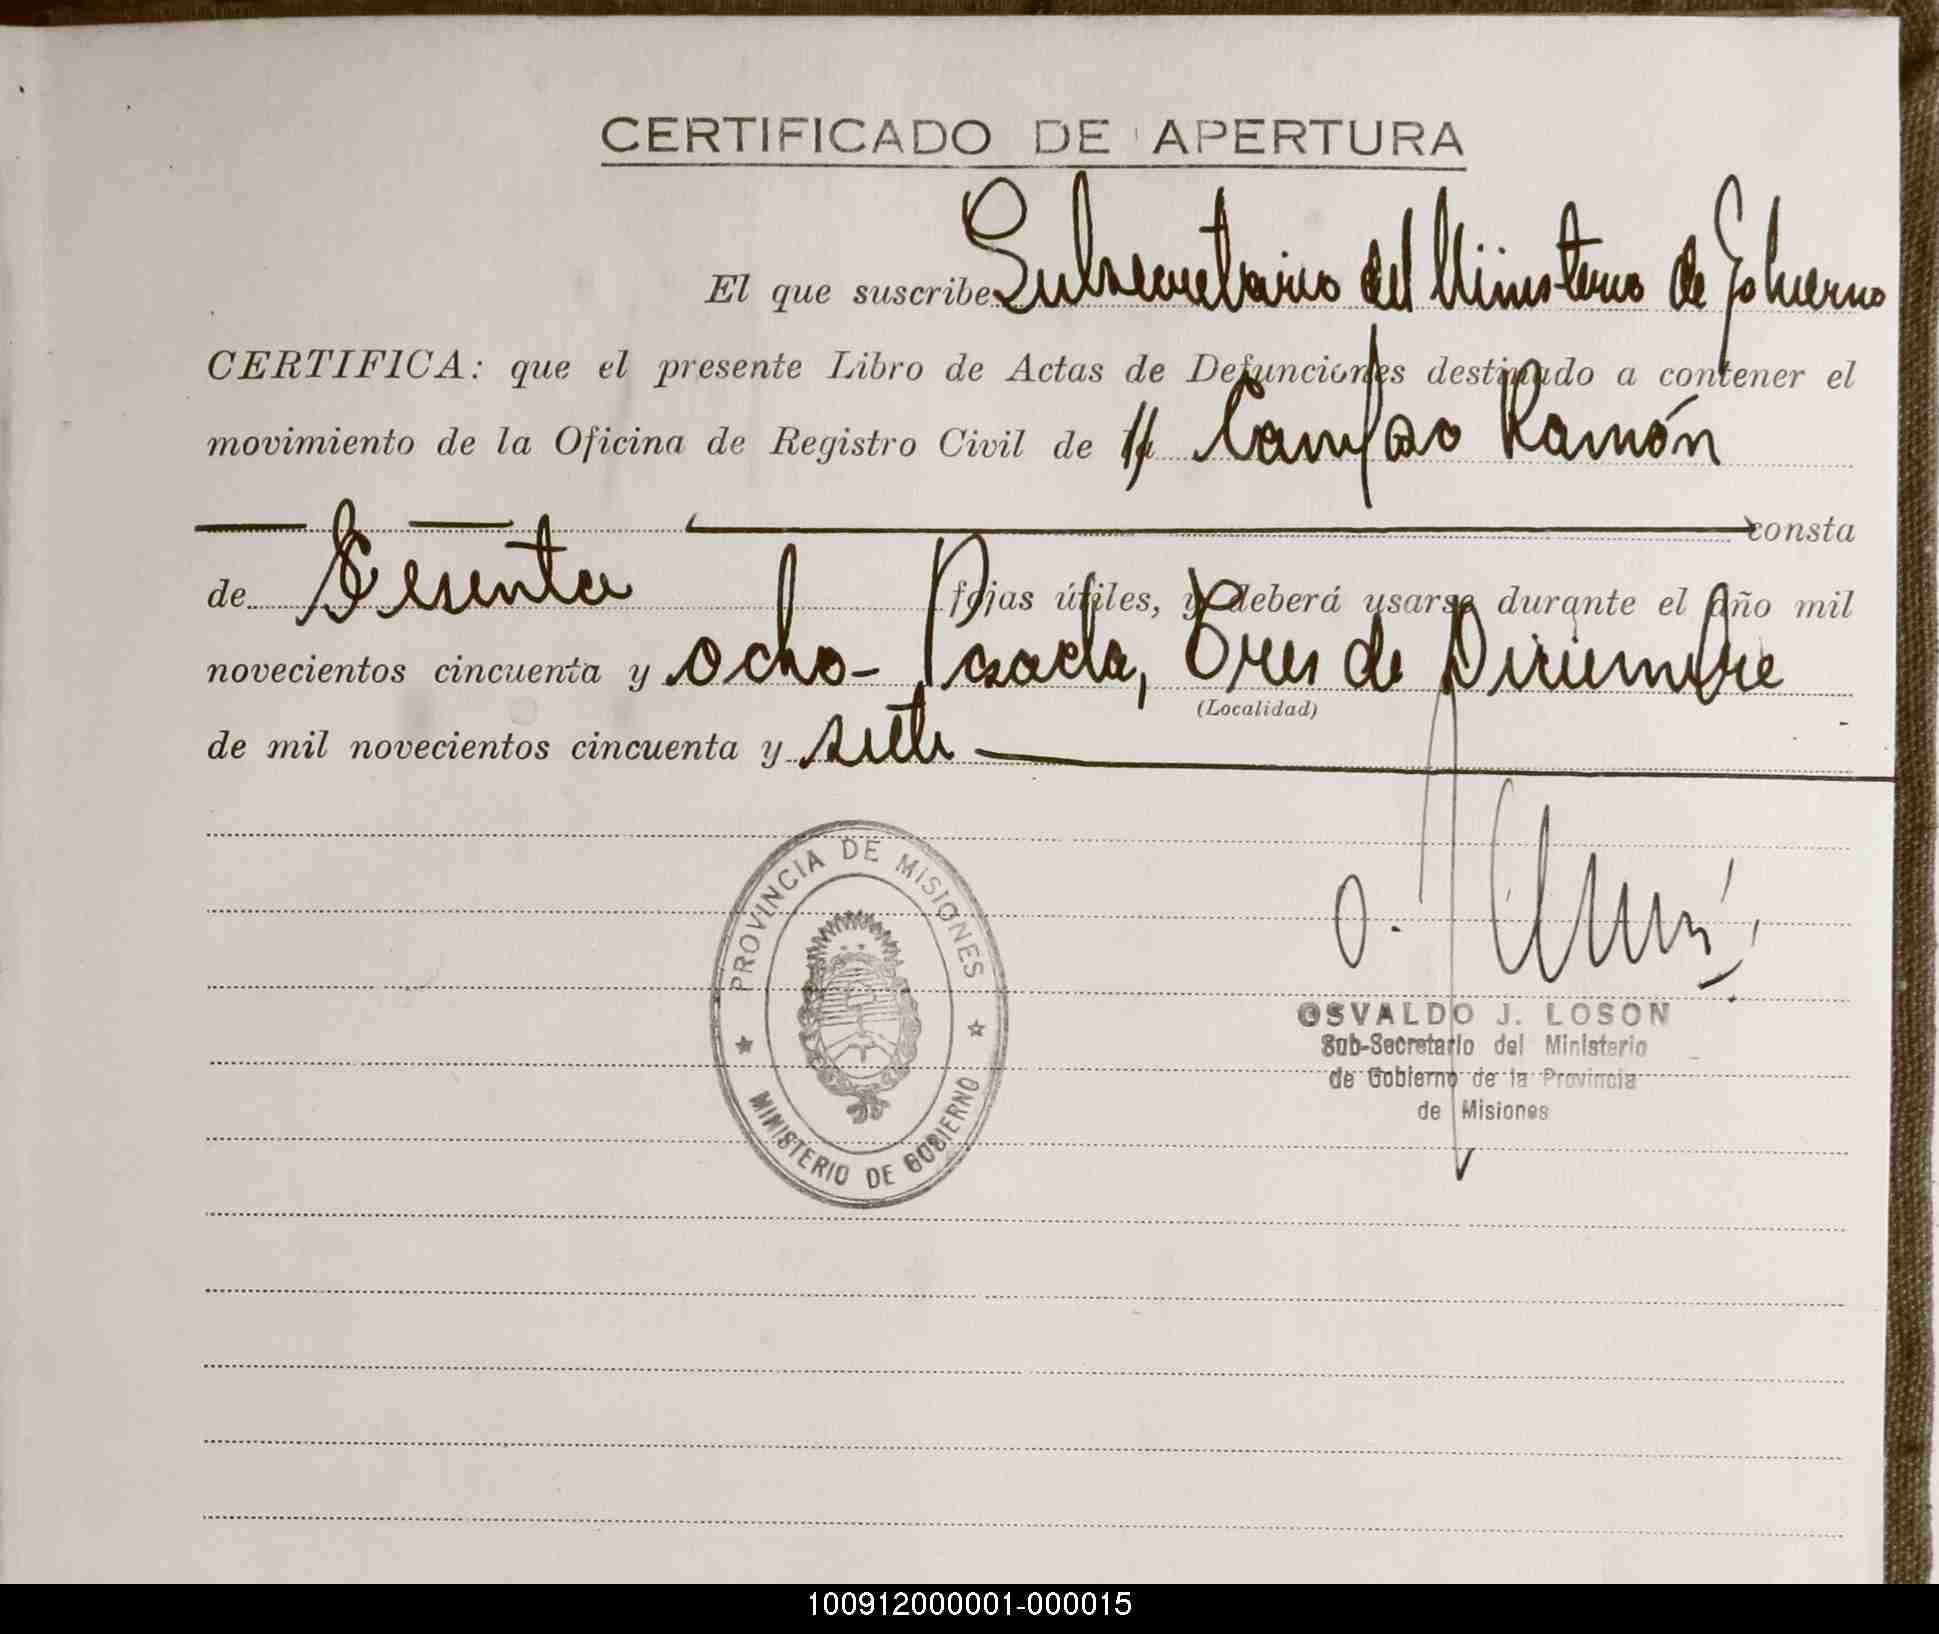 CERTIFICADO DE APERTURA
El que suscribe Subsecretario del Ministerio de Gobierno
CERTIFICA: que el presente Libro de Actas de Defunciones destinado a contener el
movimiento de la Oficina de Registro Civil de Campo Ramón
consta
de Sesenta fojas útiles, y deberá usarse durante el año mil
novecientos cincuenta y ocho- Posadas, Tres de Diciembre
(Localidad)
de mil novecientos cincuenta y siete
PROVINCIA DE MISIONES
MINISTERIO DE GOBIERNO
OSVALDO J. LOSON
Sub-Secretario del Ministerio
de Gobierno de la Provincia
de Misiones
100912000001-000015